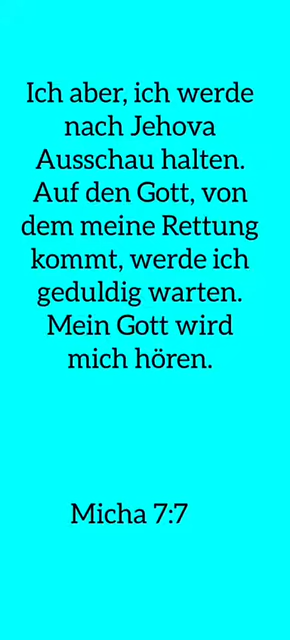 Ich aber, ich werde
nach Jehova
Ausschau halten.
Auf den Gott, von
dem meine Rettung
kommt, werde ich
geduldig warten.
Mein Gott wird
mich hören.
Micha 7:7